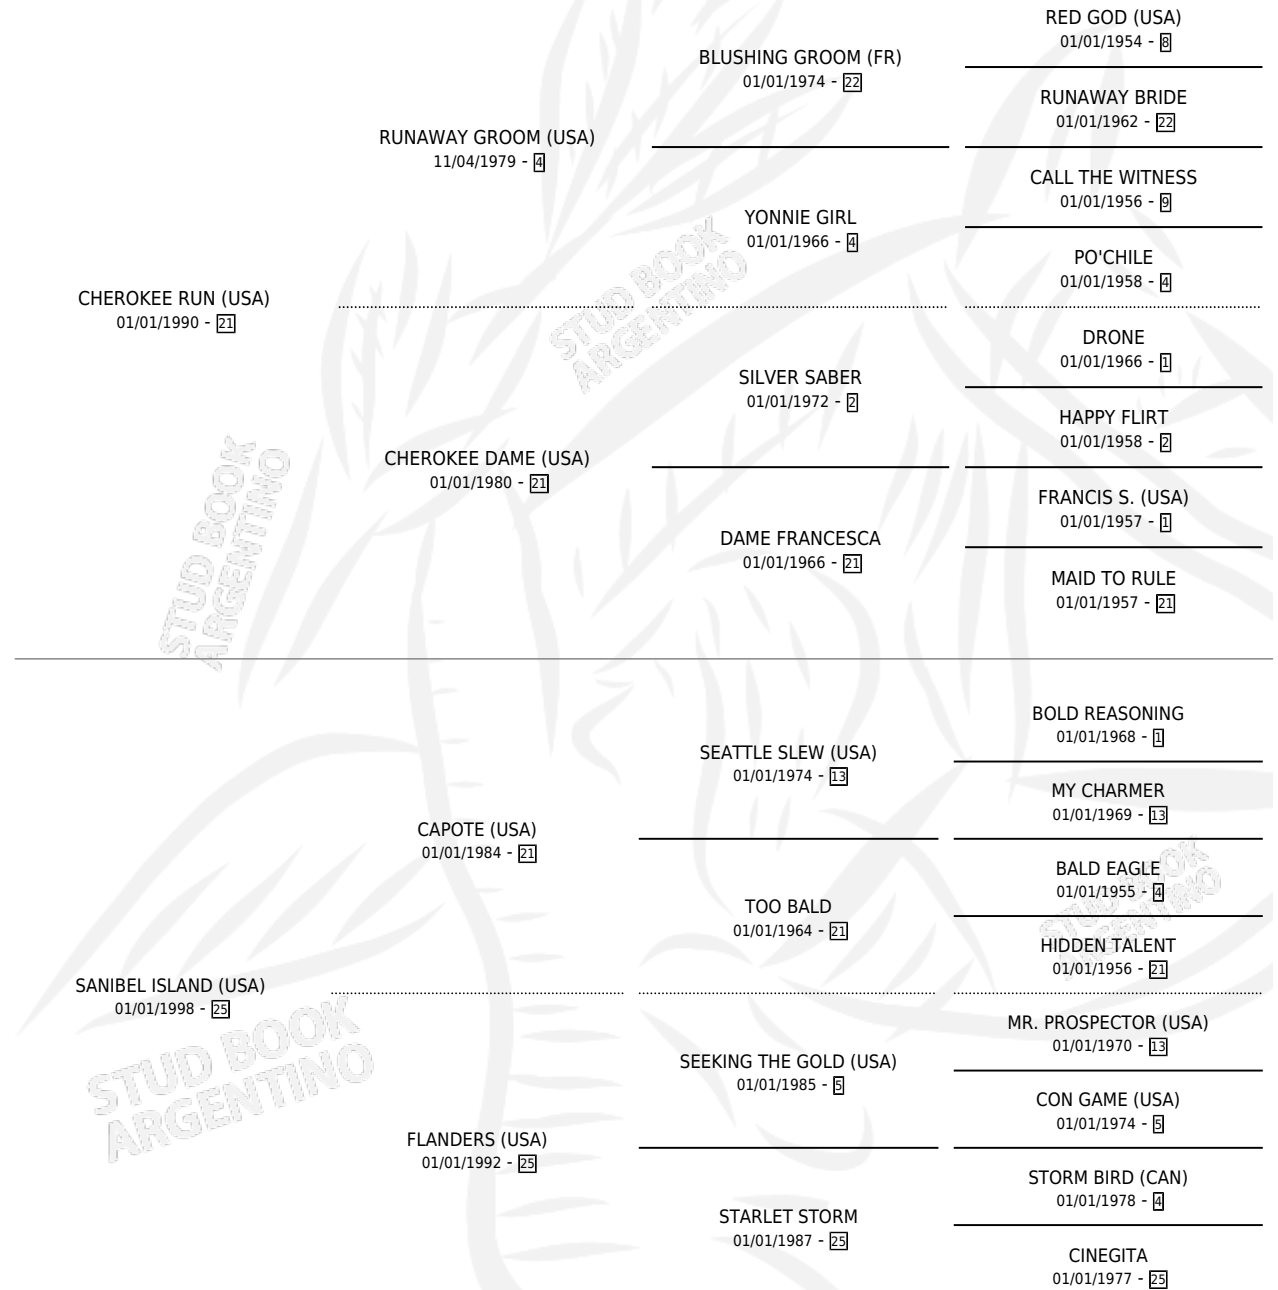 RED GOD (USA)
01/01/1954 - 8
BLUSHING GROOM (FR)
01/01/1974 - 22
RUNAWAY BRIDE
01/01/1962 - 22
RUNAWAY GROOM (USA)
11/04/1979 - 4
CALL THE WITNESS
01/01/1956 - 9
YONNIE GIRL
01/01/1966 - 4
PO'CHILE
01/01/1958 - 4
CHEROKEE RUN (USA)
01/01/1990 - 21
DRONE
01/01/1966 - 1
SILVER SABER
01/01/1972 - 2
HAPPY FLIRT
01/01/1958 - 2
CHEROKEE DAME (USA)
01/01/1980 - 21
FRANCIS S. (USA)
01/01/1957 - 1
DAME FRANCESCA
01/01/1966 - 21
MAID TO RULE
01/01/1957 - 21
BOLD REASONING
01/01/1968 - 1
SEATTLE SLEW (USA)
01/01/1974 - 13
MY CHARMER
01/01/1969 - 13
CAPOTE (USA)
01/01/1984 - 21
BALD EAGLE
01/01/1955 - 4
TOO BALD
01/01/1964 - 21
HIDDEN TALENT
01/01/1956 - 21
SANIBEL ISLAND (USA)
01/01/1998 - 25
MR. PROSPECTOR (USA)
01/01/1970 - 13
SEEKING THE GOLD (USA)
01/01/1985 - 5
CON GAME (USA)
01/01/1974 - 5
FLANDERS (USA)
01/01/1992 - 25
STORM BIRD (CAN)
01/01/1978 - 4
STARLET STORM
01/01/1987 - 25
CINEGITA
01/01/1977 - 25
STUD BOOK
ARGENTINO
STUD BOOK
ARGENTINO
STUD BOOK
ARGENTINO
STUD BOOK
ARGENTINO